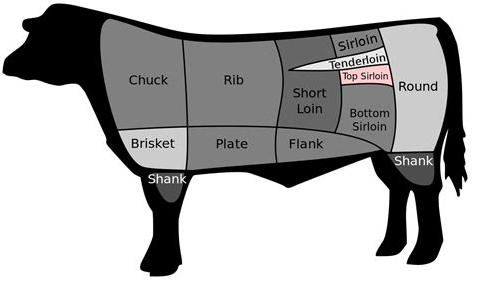 Sirloin
Tenderloin
Top Sirloin
Chuck
Rib
Round
Short
Loin
Bottom
Sirloin
Brisket
Plate
Flank
Shank
Shank